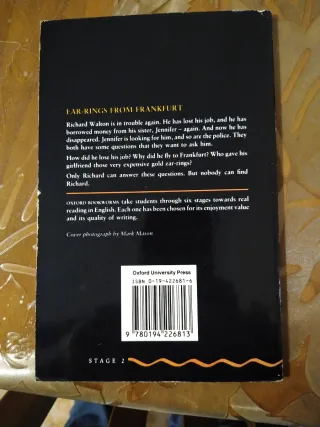 EAR-RINGS FROM FRANKFURT
Richard Walton is in trouble again. He has lost his job, and he has
borrowed money from his sister, Jennifer – again. And now he has
disappeared. Jennifer is looking for him, and so are the police. They
both have some questions that they want to ask him.
How did he lose his job? Why did he fly to Frankfurt? Who gave his
girlfriend those very expensive gold ear-rings?
Only Richard can answer these questions. But nobody can find
Richard.
OXFORD BOOKWORMS take students through six stages towards real
reading in English. Each one has been chosen for its enjoyment value
and its quality of writing.
Cover photograph by Mark Mason
Oxford University Press
ISBN 0-19-422681-6
9 780194 226813
STAGE 2